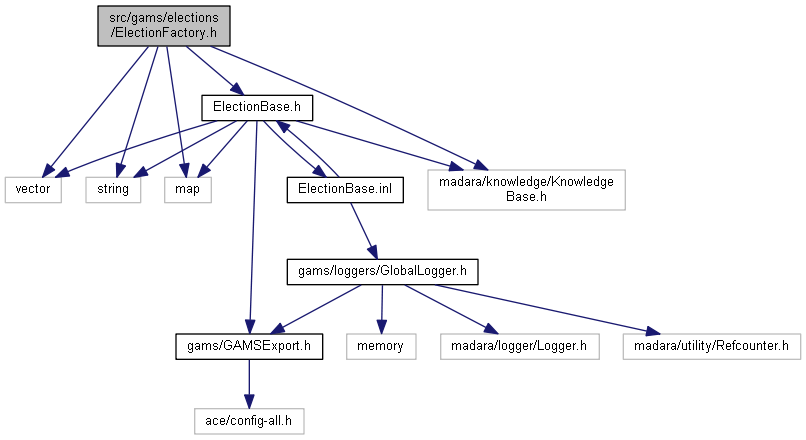 src/gams/elections
/ElectionFactory.h
ElectionBase.h
vector
string
map
ElectionBase.inl
madara/knowledge/Knowledge
Base.h
gams/loggers/GlobalLogger.h
gams/GAMSExport.h
memory
madara/logger/Logger.h
madara/utility/Refcounter.h
ace/config-all.h